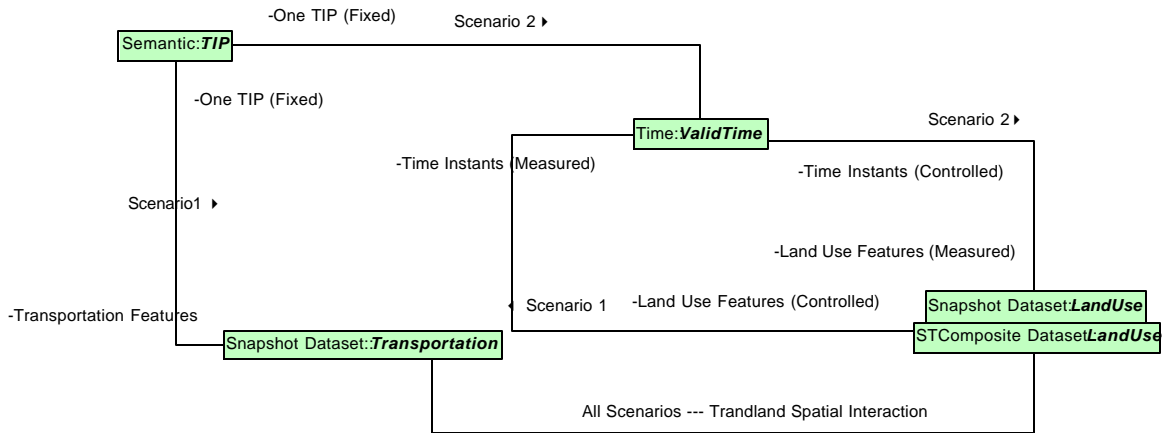 -One TIP (Fixed)
Scenario 2
Semantic::TIP
-One TIP (Fixed)
Scenario 2
Time::ValidTime
-Time Instants (Measured)
-Time Instants (Controlled)
Scenario1
-Land Use Features (Measured)
Snapshot Dataset:LandUse
-Land Use Features (Controlled)
Scenario 1
-Transportation Features
STComposite Dataset:LandUse
Snapshot Dataset::Transportation
All Scenarios --- Trandland Spatial Interaction